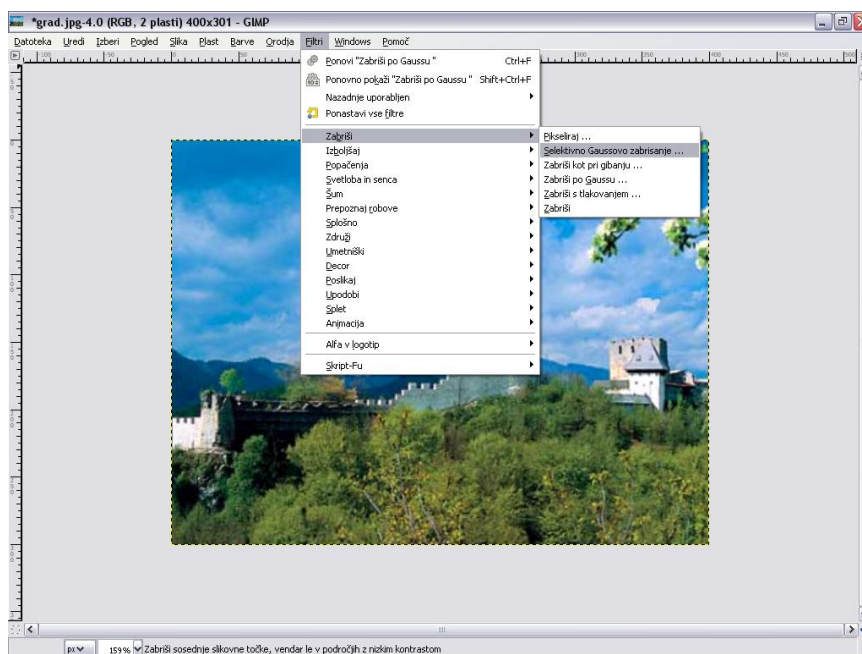 *grad.jpg-4.0 (RGB, 2 plasti) 400x301 - GIMP
Datoteka Uredi Izberi Pogled Slika Plast Barve Orodja Filtri Windows Pomoč
Ponovi "Zabriši po Gaussu " Ctrl+F
Ponovno pokaži "Zabriši po Gaussu " Shift+Ctrl+F
Nazadnje uporabljen
Ponastavi vse filtre
Zabriši
Izboljšaj
Popačenja
Svetloba in senca
Šum
Prepoznaj robove
Splošno
Združi
Umetniški
Decor
Poslikaj
Upodobi
Splet
Animacija
Alfa v logotip
Skript-Fu
Pikseliraj ...
Selektivno Gaussovo zabrisanje ...
Zabriši kot pri gibanju ...
Zabriši po Gaussu ...
Zabriši s tlakovanjem ...
Zabriši
px 159% Zabriši sosednje slikovne točke, vendar le v področjih z nizkim kontrastom